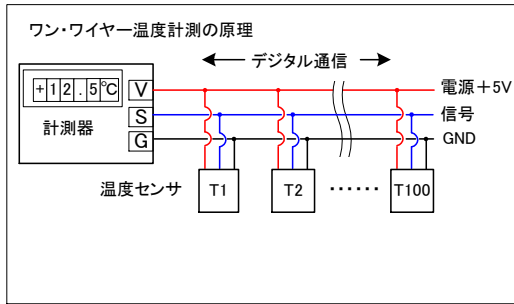 ワン・ワイヤー温度計測の原理
デジタル通信
+12.5℃
V
電源+5V
S
信号
計測器
G
GND
温度センサ
T1
T2
······
T100